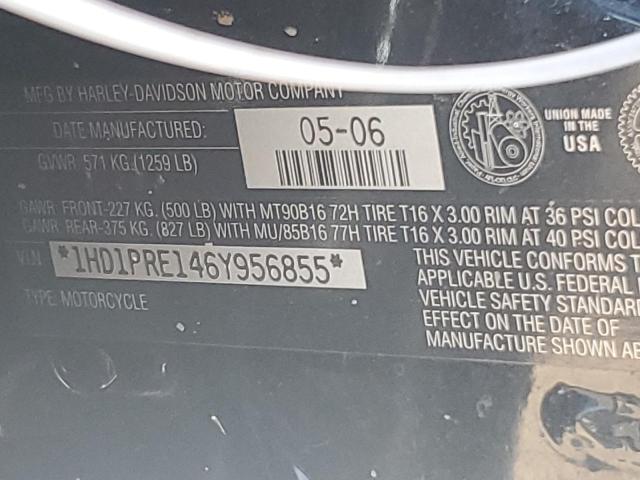 MFG BY HARLEY-DAVIDSON MOTOR COMPANY
DATE MANUFACTURED: 05-06
GVWR: 571 KG.(1259 LB)
UNION MADE
IN THE
USA
GAWR: FRONT-227 KG. (500 LB) WITH MT90B16 72H TIRE T16 X 3.00 RIM AT 36 PSI COL
GAWR: REAR-375 KG. (827 LB) WITH MU/85B16 77H TIRE T16 X 3.00 RIM AT 40 PSI COL
VIN *1HD1PRE146Y956855*
TYPE: MOTORCYCLE
THIS VEHICLE
APPLICABLE U.S. FEDERAL
VEHICLE SAFETY STANDARD
EFFECT ON THE DATE OF
MANUFACTURE SHOWN AB